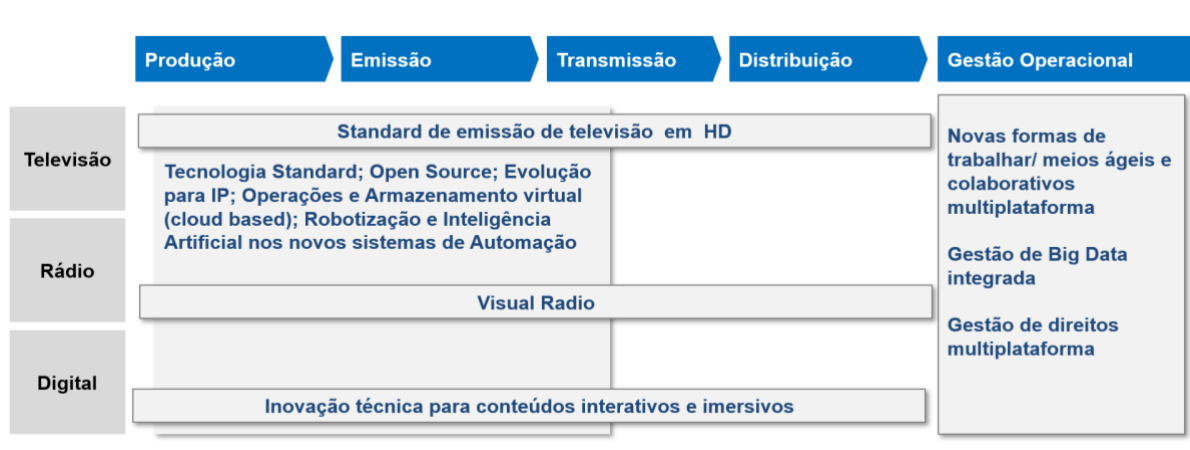 Produção
Emissão
Transmissão
Distribuição
Gestão Operacional
Televisão
Standard de emissão de televisão em HD
Tecnologia Standard; Open Source; Evolução
para IP; Operações e Armazenamento virtual
(cloud based); Robotização e Inteligência
Artificial nos novos sistemas de Automação
Rádio
Visual Radio
Digital
Inovação técnica para conteúdos interativos e imersivos
Novas formas de
trabalhar/ meios ágeis e
colaborativos
multiplataforma
Gestão de Big Data
integrada
Gestão de direitos
multiplataforma